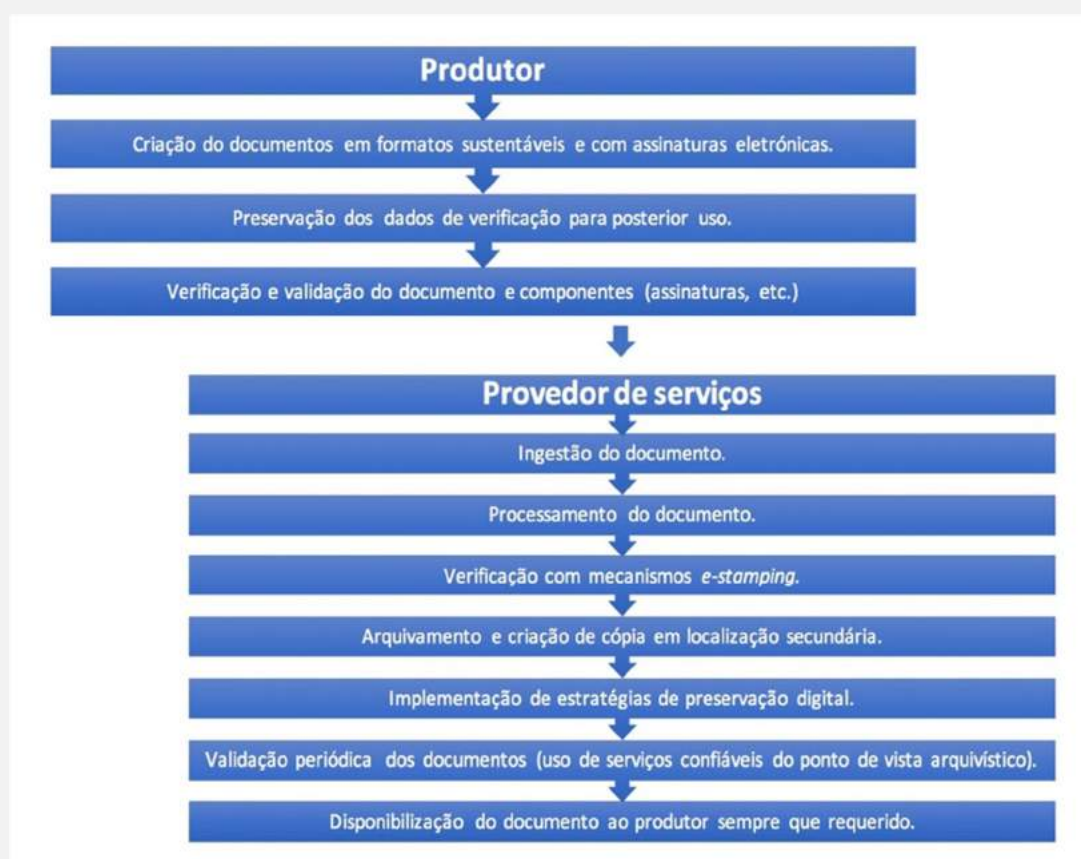 Produtor
Criação do documentos em formatos sustentáveis e com assinaturas eletrónicas.
Preservação dos dados de verificação para posterior uso.
Verificação e validação do documento e componentes (assinaturas, etc.)
Provedor de serviços
Ingestão do documento.
Processamento do documento.
Verificação com mecanismos e-stamping.
Arquivamento e criação de cópia em localização secundária.
Implementação de estratégias de preservação digital.
Validação periódica dos documentos (uso de serviços confiáveis do ponto de vista arquivístico).
Disponibilização do documento ao produtor sempre que requerido.